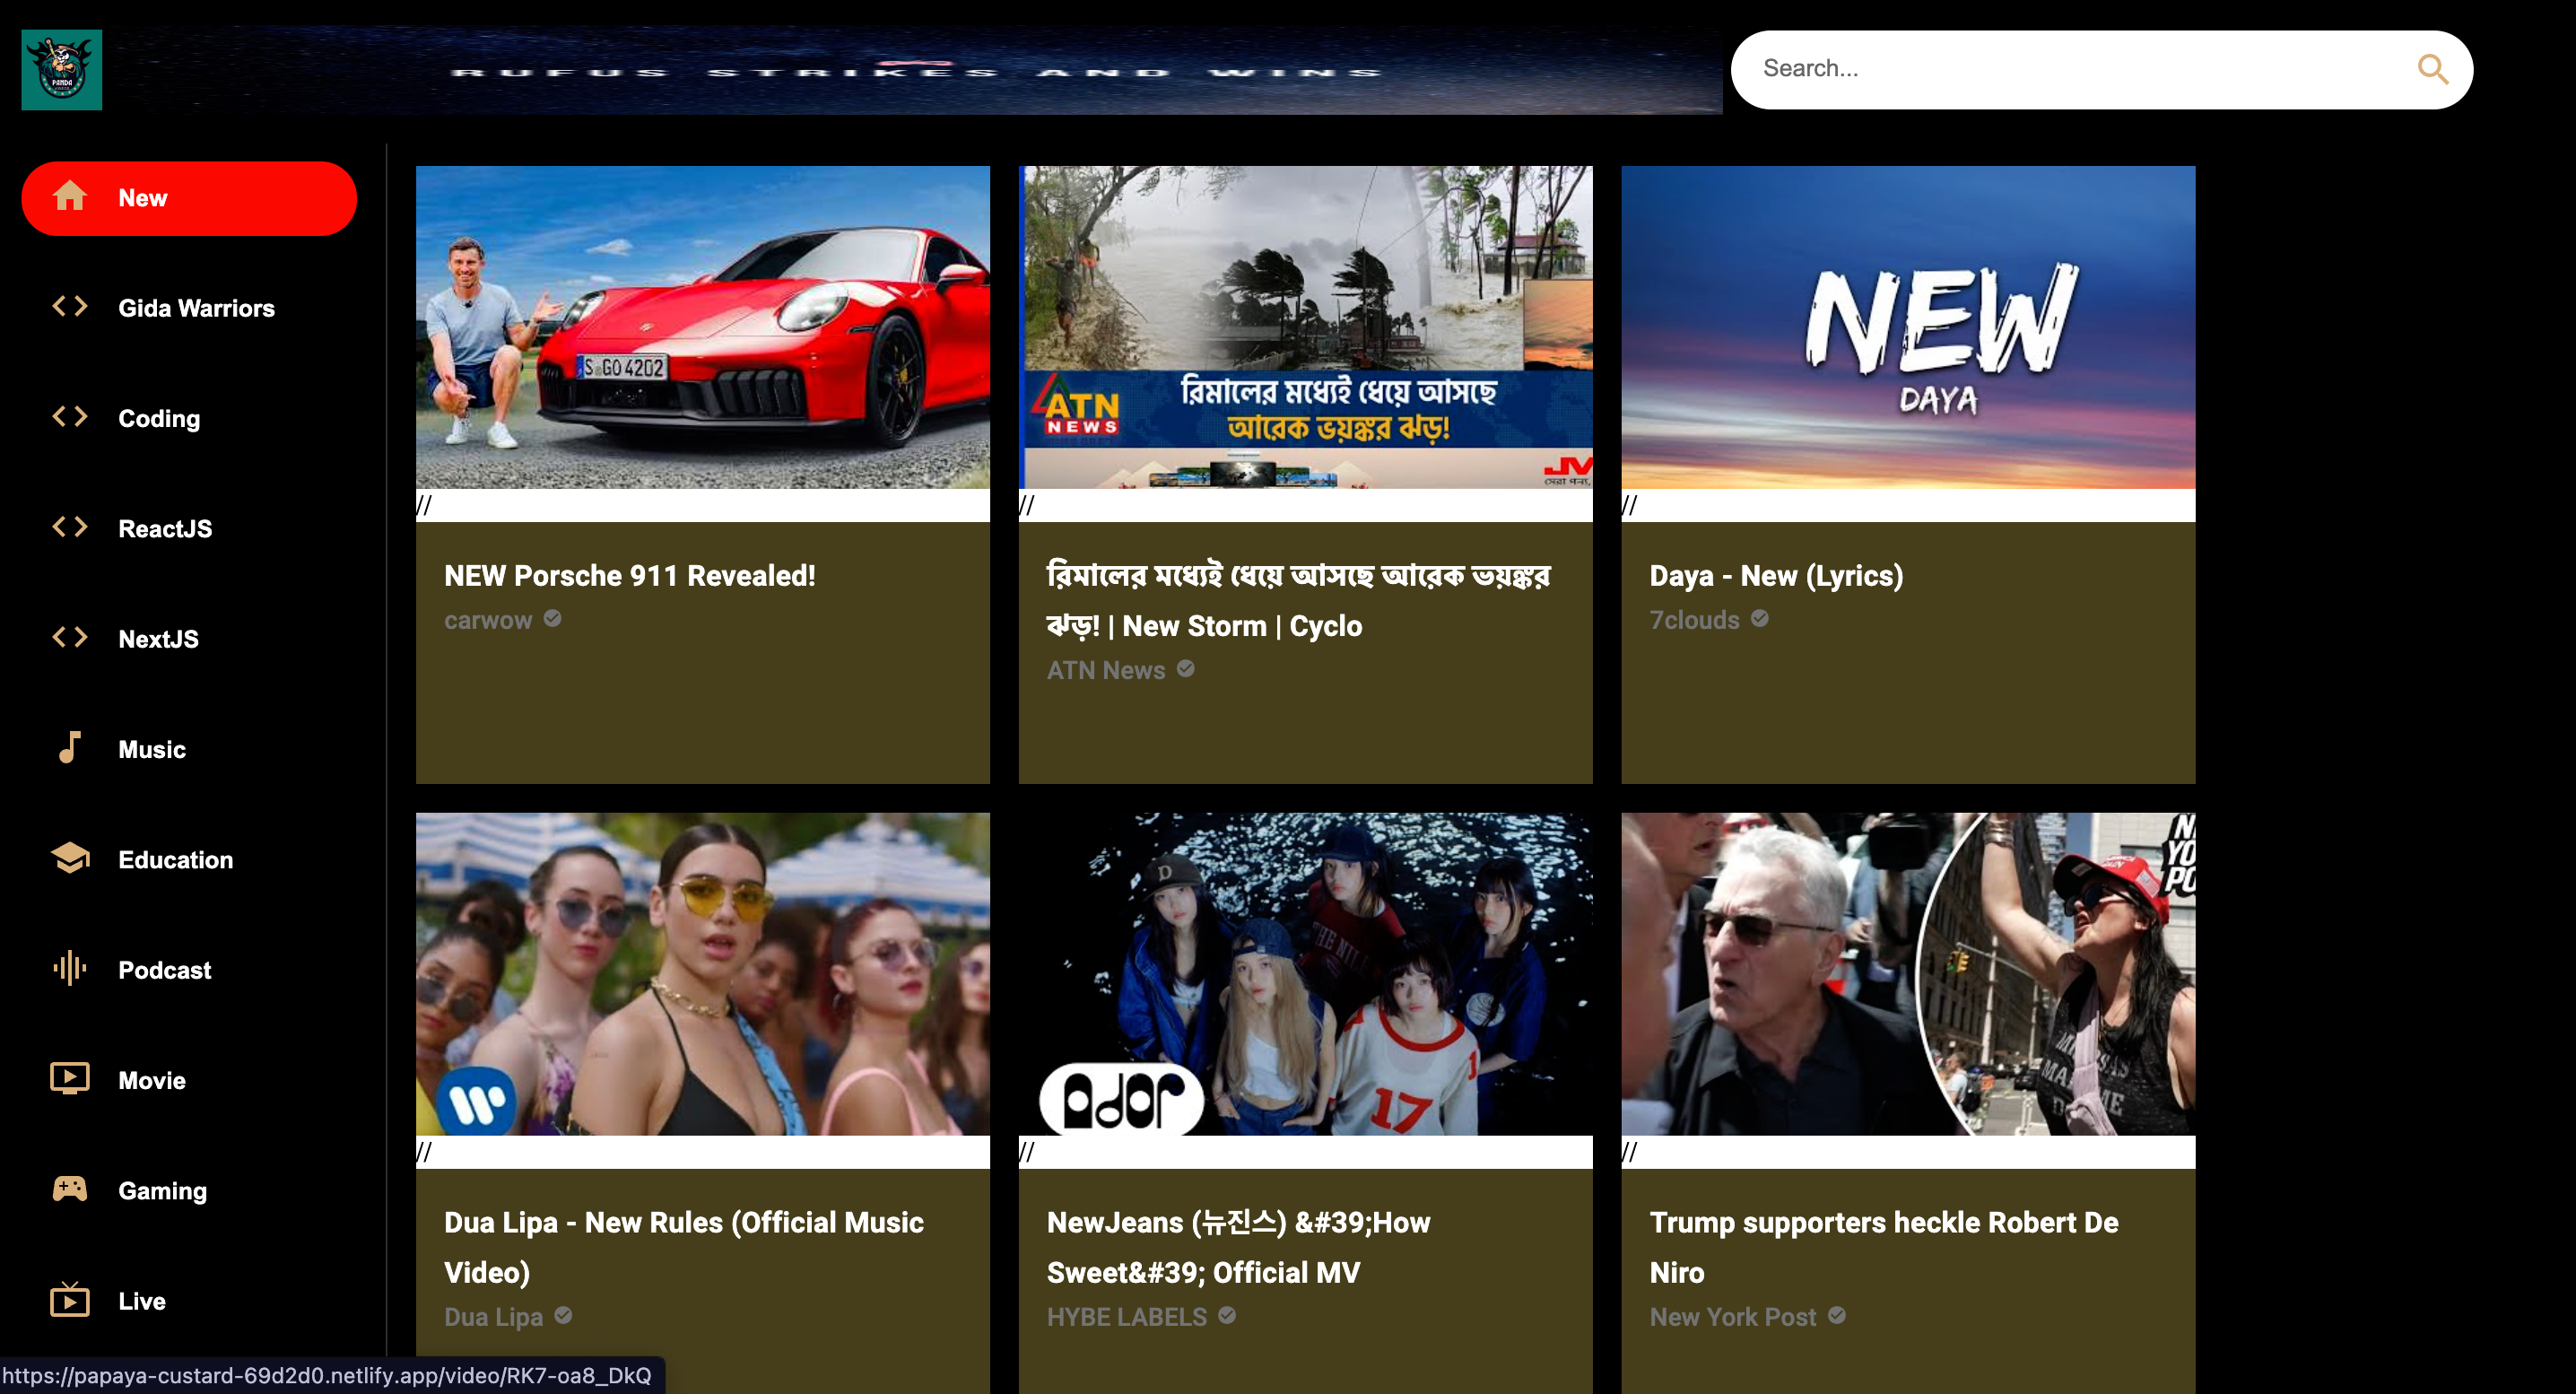 PANDA
RUFUS STRIKES AND WINS
Search...
New
Gida Warriors
Coding
ReactJS
NextJS
Music
Education
Podcast
Movie
Gaming
Live
S GO 4202
//
NEW Porsche 911 Revealed!
carwow
রিমালের মধ্যেই ধেয়ে আসছে
আরেক ভয়ঙ্কর ঝড়!
ATN
NEWS
//
রিমালের মধ্যেই ধেয়ে আসছে আরেক ভয়ঙ্কর
ঝড়! | New Storm | Cyclo
ATN News
NEW
DAYA
//
Daya - New (Lyrics)
7clouds
//
Dua Lipa - New Rules (Official Music
Video)
Dua Lipa
D
17
ador
//
NewJeans (뉴진스) &#39;How
Sweet&#39; Official MV
HYBE LABELS
//
Trump supporters heckle Robert De
Niro
New York Post
https://papaya-custard-69d2d0.netlify.app/video/RK7-oa8_DkQ